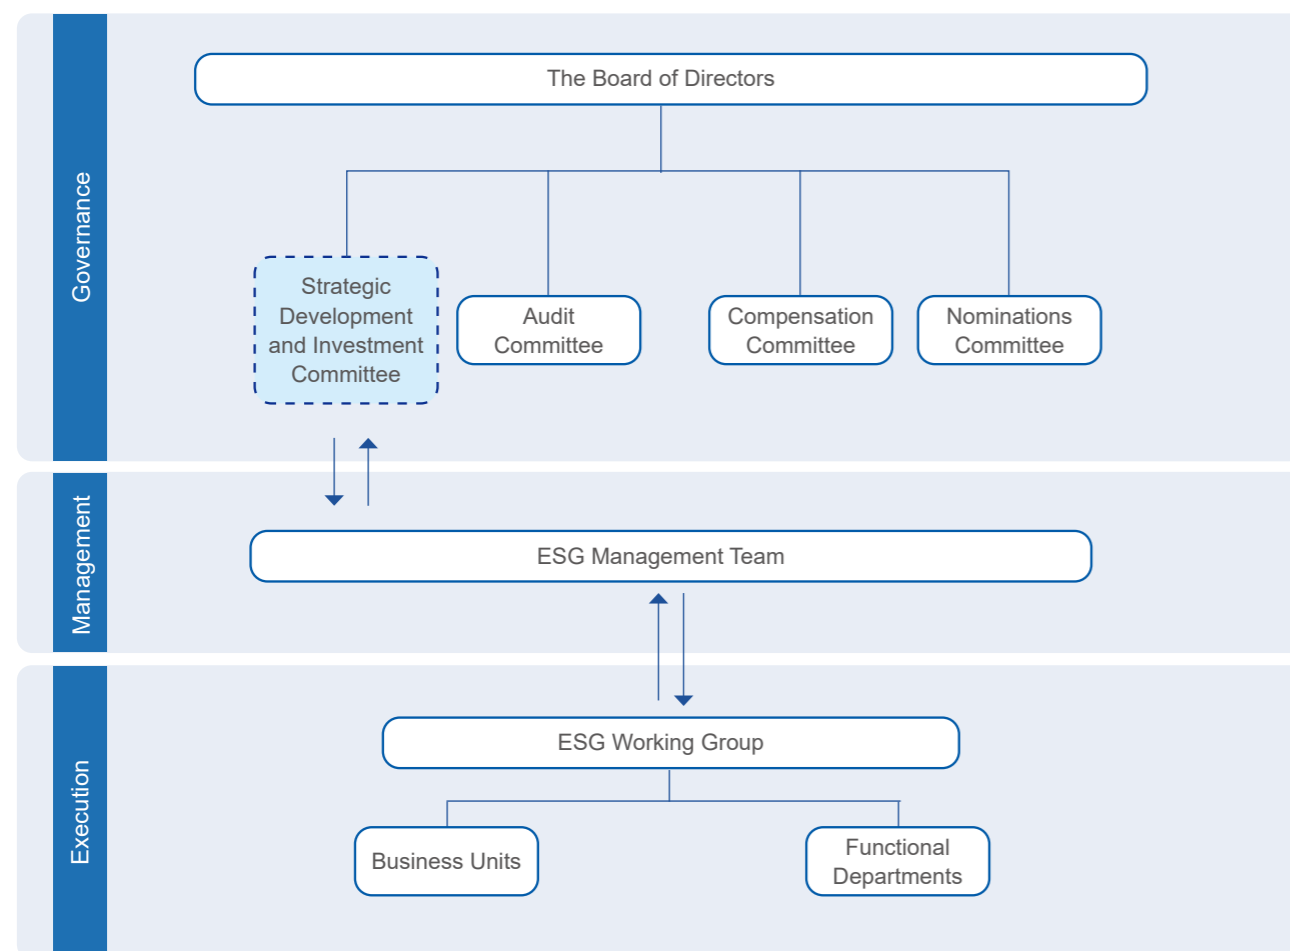 Governance
The Board of Directors
Strategic
Development
and Investment
Committee
Audit
Committee
Compensation
Committee
Nominations
Committee
Management
ESG Management Team
Execution
ESG Working Group
Business Units
Functional
Departments